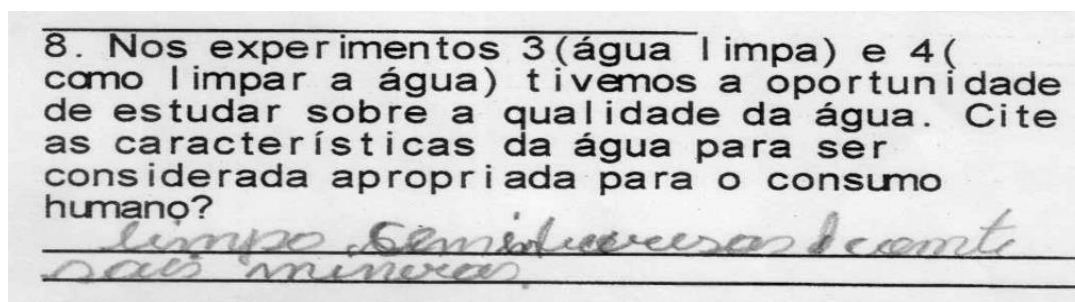 8. Nos experimentos 3(água limpa) e 4(
como limpar a água) tivemos a oportunidade
de estudar sobre a qualidade da água. Cite
as características da água para ser
considerada apropriada para o consumo
humano?
limpo sem
sais minerais